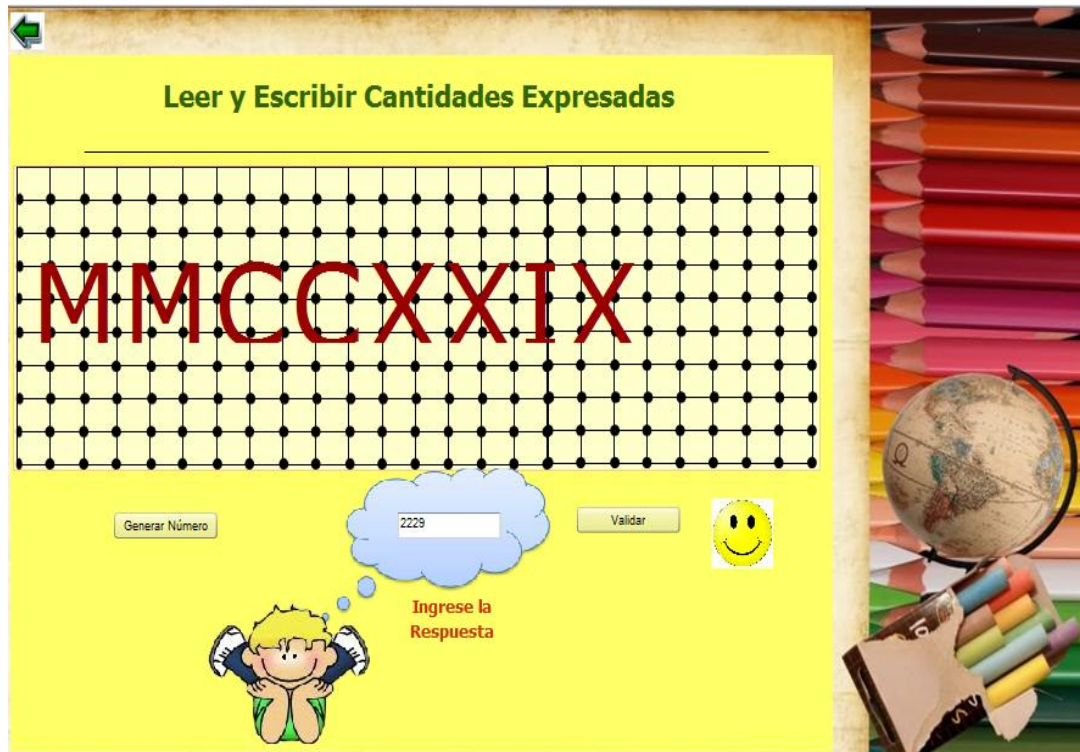 Leer y Escribir Cantidades Expresadas
MMCCXXIX
Generar Número
2229
Validar
Ingrese la
Respuesta